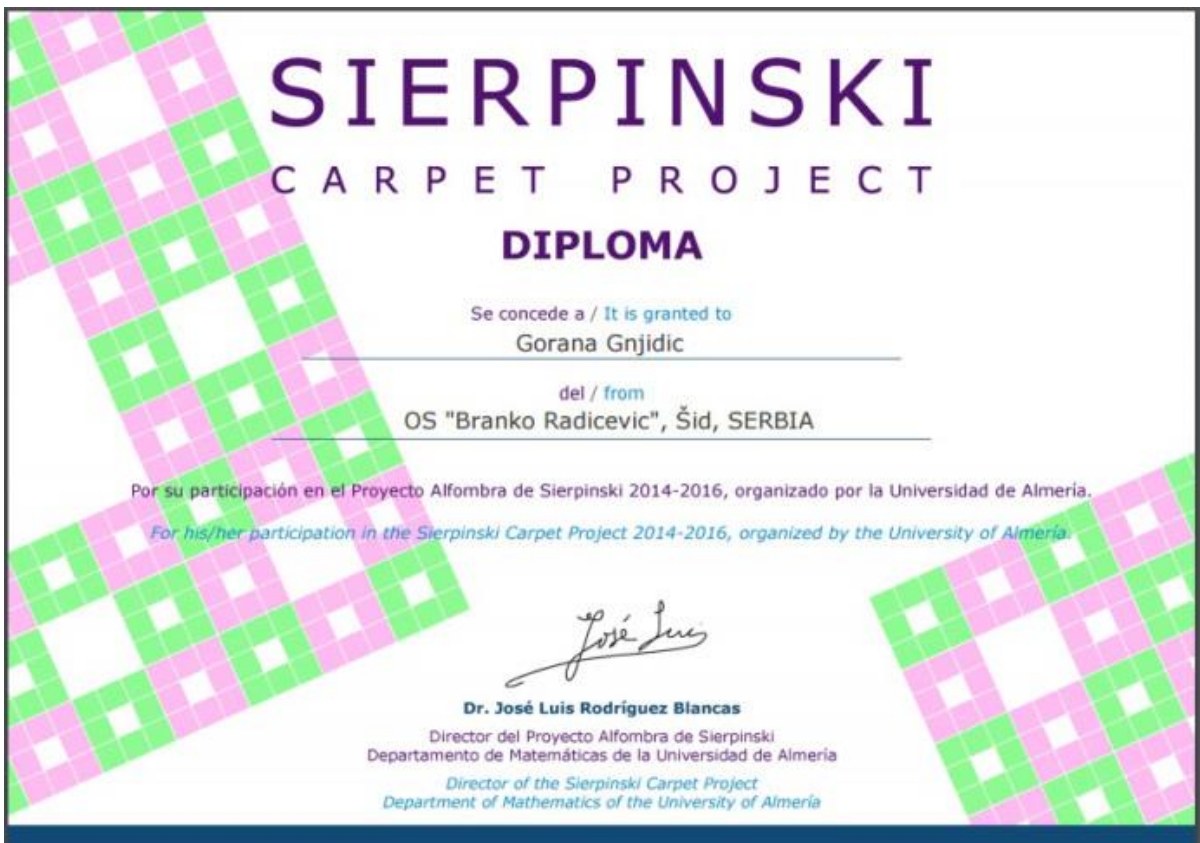 SIERPINSKI
CARPET PROJECT
DIPLOMA
Se concede a / It is granted to
Gorana Gnjidic
del / from
OS "Branko Radicevic", Šid, SERBIA
Por su participación en el Proyecto Alfombra de Sierpinski 2014-2016, organizado por la Universidad de Almería.
For his/her participation in the Sierpinski Carpet Project 2014-2016, organized by the University of Almería.
José Luis
Dr. José Luis Rodríguez Blancas
Director del Proyecto Alfombra de Sierpinski
Departamento de Matemáticas de la Universidad de Almería
Director of the Sierpinski Carpet Project
Department of Mathematics of the University of Almería